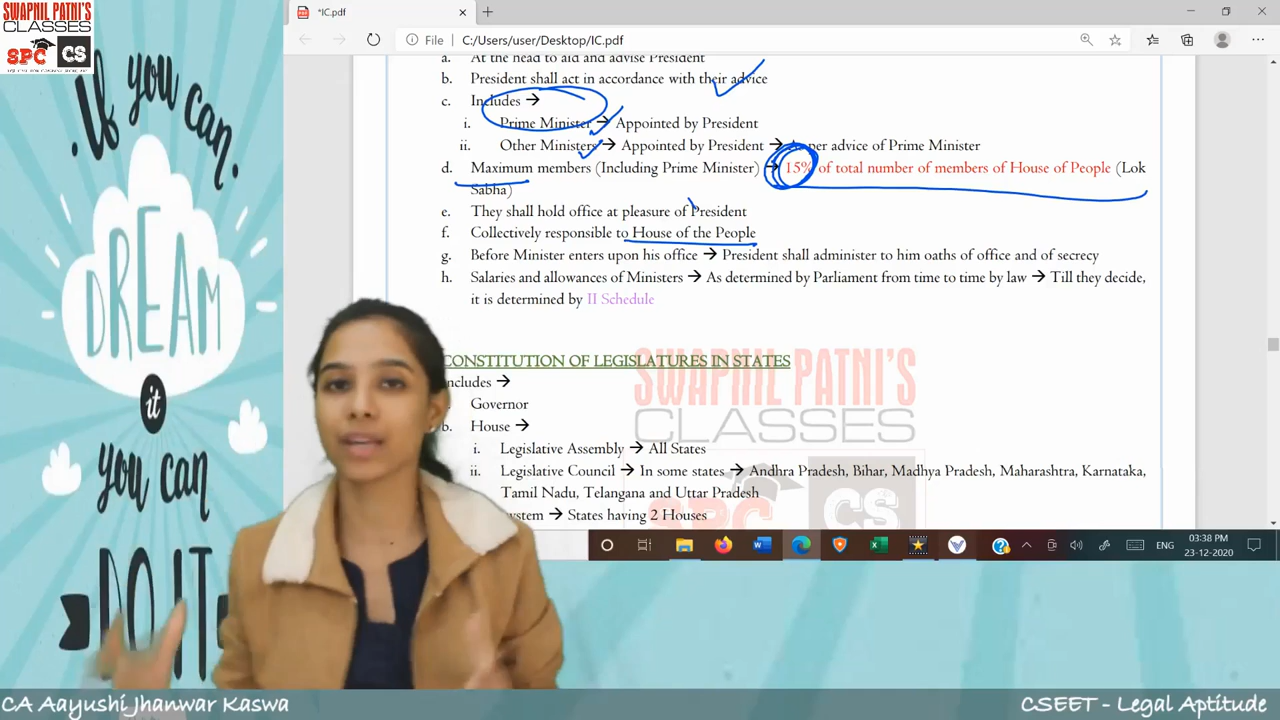 SWAPNIL PATNI'S
CLASSES
SPC CS
If you can
DREAM
it
you can
DO IT
*IC.pdf
File C:/Users/user/Desktop/IC.pdf
a. At the head to aid and advise President
b. President shall act in accordance with their advice
c. Includes →
i. Prime Minister → Appointed by President
ii. Other Ministers → Appointed by President → As per advice of Prime Minister
d. Maximum members (Including Prime Minister) → 15% of total number of members of House of People (Lok
Sabha)
e. They shall hold office at pleasure of President
f. Collectively responsible to House of the People
g. Before Minister enters upon his office → President shall administer to him oaths of office and of secrecy
h. Salaries and allowances of Ministers → As determined by Parliament from time to time by law → Till they decide,
it is determined by II Schedule
CONSTITUTION OF LEGISLATURES IN STATES
ncludes →
Governor
b. House →
i. Legislative Assembly → All States
ii. Legislative Council → In some states → Andhra Pradesh, Bihar, Madhya Pradesh, Maharashtra, Karnataka,
Tamil Nadu, Telangana and Uttar Pradesh
ystem → States having 2 Houses
SWAPNIL PATNI'S
CLASSES
SPC CS
ENG
03:38 PM
23-12-2020
CA Aayushi Jhanwar Kaswa
CSEET - Legal Aptitude